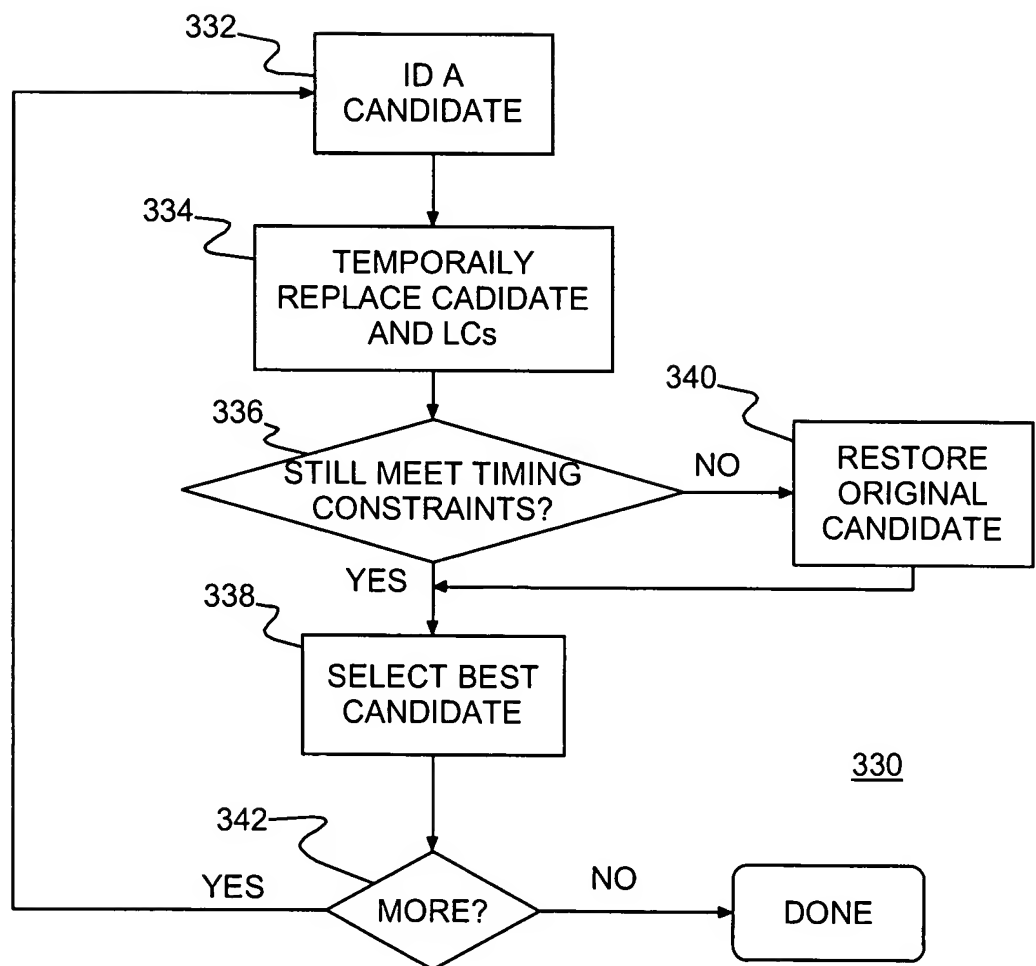 332
ID A
CANDIDATE
334
TEMPORAILY
REPLACE CADIDATE
AND LCs
336
STILL MEET TIMING
CONSTRAINTS?
NO
340
RESTORE
ORIGINAL
CANDIDATE
YES
338
SELECT BEST
CANDIDATE
330
342
YES
MORE?
NO
DONE